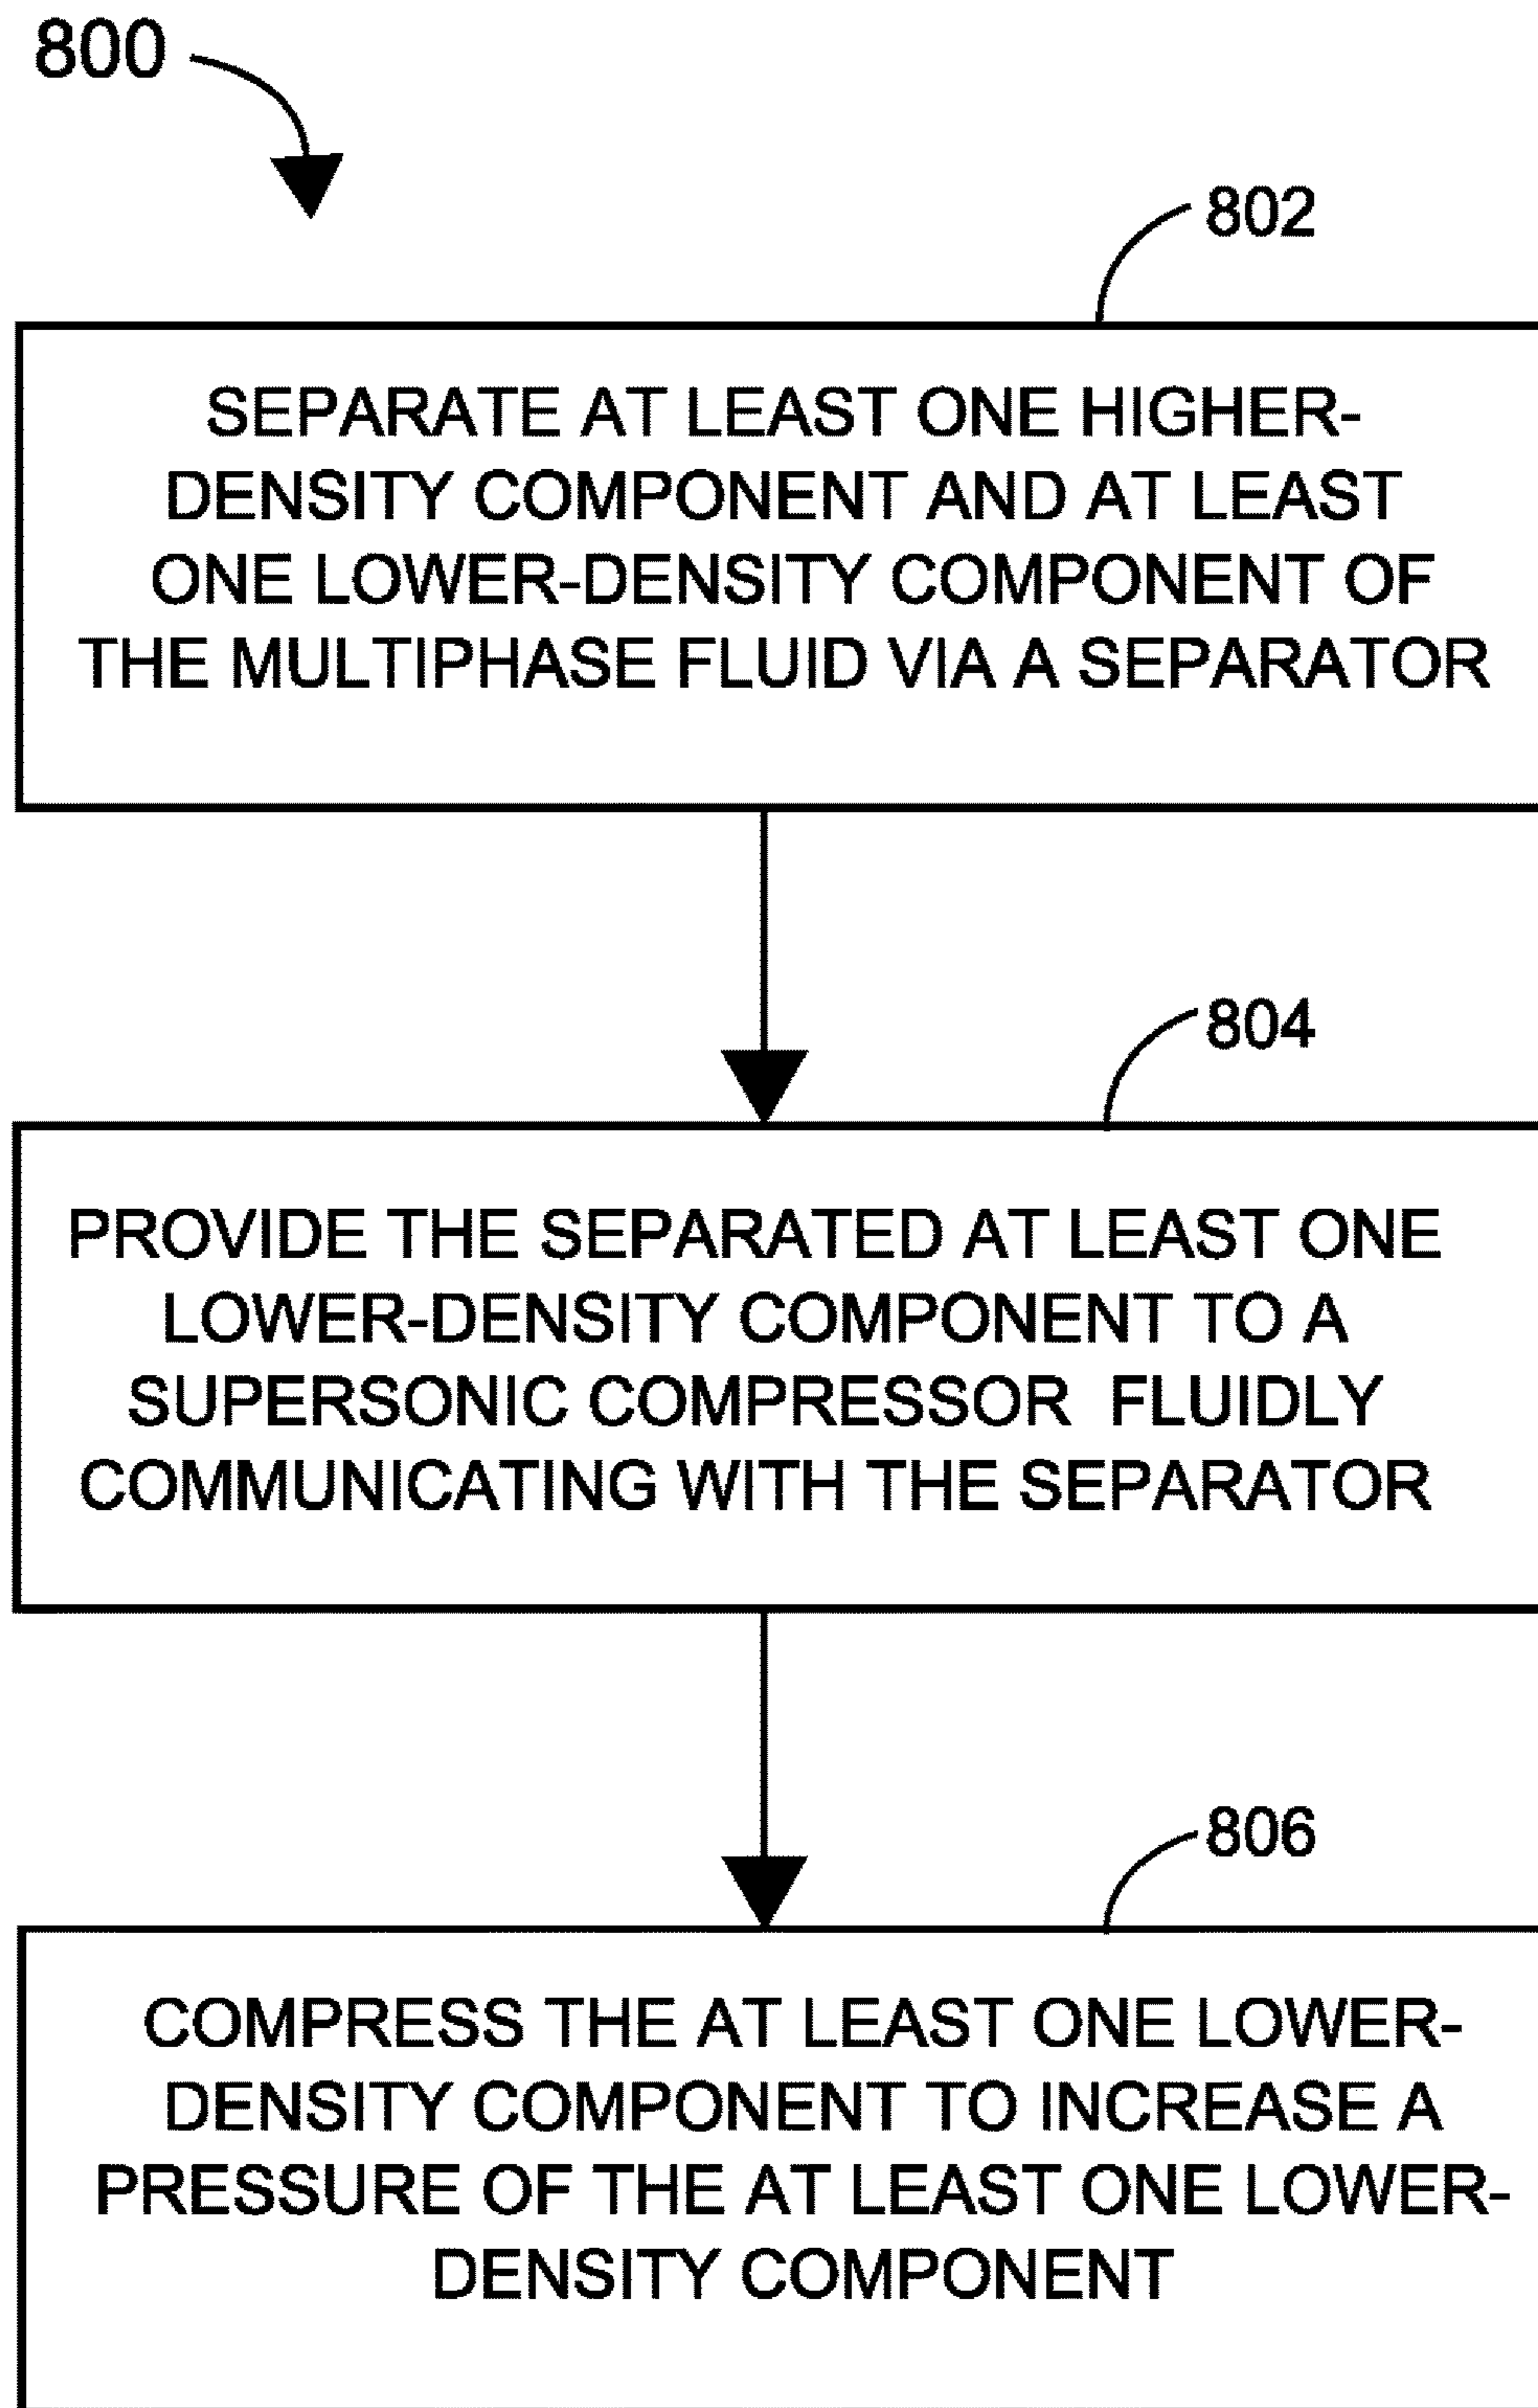 800
802
SEPARATE AT LEAST ONE HIGHER-
DENSITY COMPONENT AND AT LEAST
ONE LOWER-DENSITY COMPONENT OF
THE MULTIPHASE FLUID VIA A SEPARATOR
804
PROVIDE THE SEPARATED AT LEAST ONE
LOWER-DENSITY COMPONENT TO A
SUPERSONIC COMPRESSOR FLUIDLY
COMMUNICATING WITH THE SEPARATOR
806
COMPRESS THE AT LEAST ONE LOWER-
DENSITY COMPONENT TO INCREASE A
PRESSURE OF THE AT LEAST ONE LOWER-
DENSITY COMPONENT